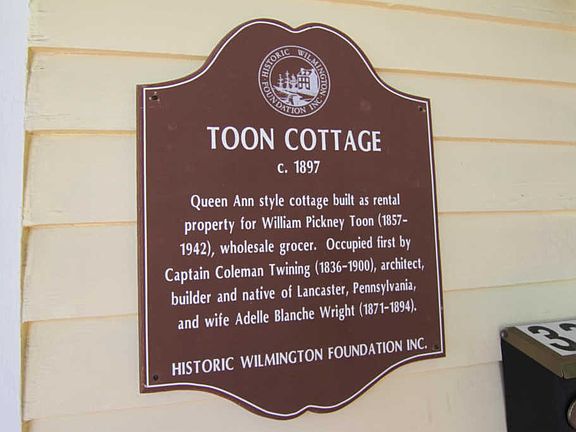 HISTORIC WILMINGTON
FOUNDATION INC.
TOON COTTAGE
c. 1897
Queen Ann style cottage built as rental
property for William Pickney Toon (1857-
1942), wholesale grocer. Occupied first by
Captain Coleman Twining (1836-1900), architect,
builder and native of Lancaster, Pennsylvania,
and wife Adelle Blanche Wright (1871-1894).
HISTORIC WILMINGTON FOUNDATION INC.